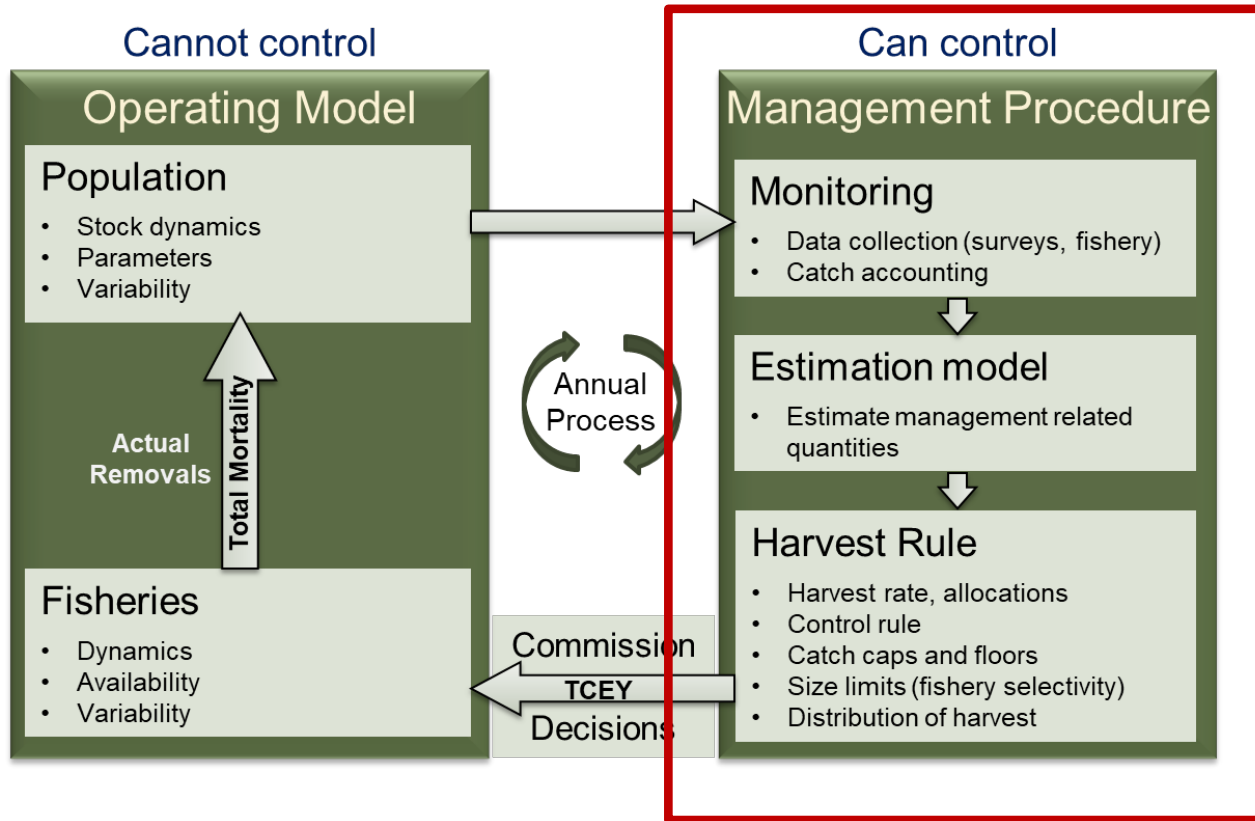 Cannot control
Operating Model
Population
• Stock dynamics
• Parameters
• Variability
Actual
Removals
Total Mortality
Fisheries
• Dynamics
• Availability
• Variability
Annual
Process
Commission
TCEY
Decisions
Can control
Management Procedure
Monitoring
• Data collection (surveys, fishery)
• Catch accounting
Estimation model
• Estimate management related
quantities
Harvest Rule
• Harvest rate, allocations
• Control rule
• Catch caps and floors
• Size limits (fishery selectivity)
• Distribution of harvest